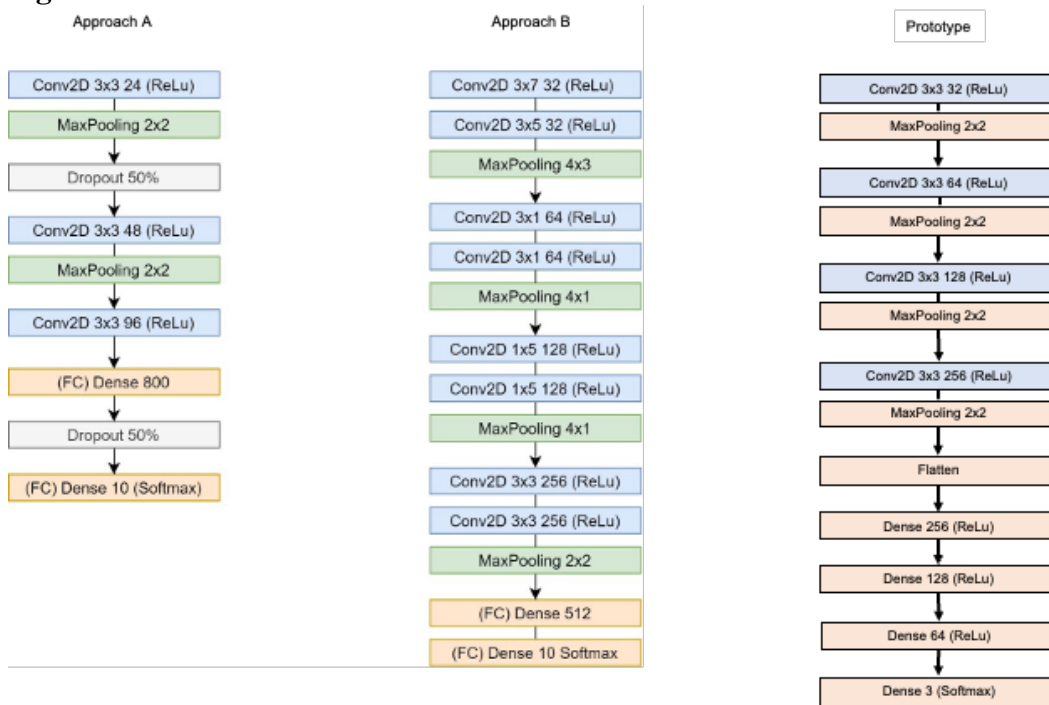 Approach A
Conv2D 3x3 24 (ReLu)
MaxPooling 2x2
Dropout 50%
Conv2D 3x3 48 (ReLu)
MaxPooling 2x2
Conv2D 3x3 96 (ReLu)
(FC) Dense 800
Dropout 50%
(FC) Dense 10 (Softmax)
Approach B
Conv2D 3x7 32 (ReLu)
Conv2D 3x5 32 (ReLu)
MaxPooling 4x3
Conv2D 3x1 64 (ReLu)
Conv2D 3x1 64 (ReLu)
MaxPooling 4x1
Conv2D 1x5 128 (ReLu)
Conv2D 1x5 128 (ReLu)
MaxPooling 4x1
Conv2D 3x3 256 (ReLu)
Conv2D 3x3 256 (ReLu)
MaxPooling 2x2
(FC) Dense 512
(FC) Dense 10 Softmax
Prototype
Conv2D 3x3 32 (ReLu)
MaxPooling 2x2
Conv2D 3x3 64 (ReLu)
MaxPooling 2x2
Conv2D 3x3 128 (ReLu)
MaxPooling 2x2
Conv2D 3x3 256 (ReLu)
MaxPooling 2x2
Flatten
Dense 256 (ReLu)
Dense 128 (ReLu)
Dense 64 (ReLu)
Dense 3 (Softmax)